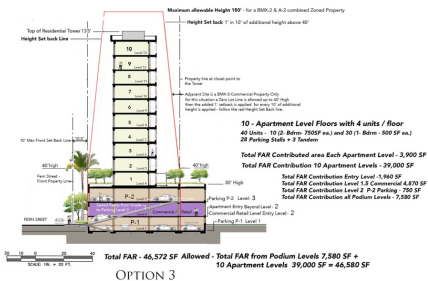 Maximum allowable Height 150' - for a BMX-2 & A-2 combined Zoned Property
Top of Residential Tower 135'
Height Set back 1' in 10' of additional height above 40'
Height Set back Line
10
9
8
7
6
5
4
3
2
1
Property line at closet point to
the Tower
Adjacent Site is a BMX-3 Commercial Property Only
For this situation a Zero Lot Line is allowed up to 40' High
then the added 1' setback is applied for every 10' of additional
height is applied - follow the red Height Set back line.
10' Max Front Set back Line
10.0'
10 - Apartment Level Floors with 4 units / floor
40 Units - 10 (2- Bdrm- 750SF ea.) and 30 (1- Bdrm - 500 SF ea.)
28 Parking Stalls + 3 Tandem
Total FAR Contributed area Each Apartment Level - 3,900 SF
Total FAR Contribution 10 Apartment Levels - 39,000 SF
Total FAR Contribution Entry Level -1,960 SF
Total FAR Contribution Level 1.5 Commercial 4,870 SF
Total FAR Contribution Level 2 P-2 Parking - 750 SF
Total FAR Contribution all Podium Levels - 7,580 SF
40' high
40' high
Fern Street -
Front Property Line
30' High
P-2
Parking P-2 Level- 3
Apartment Entry Beyond Level - 2
Commercial Retail Level Entry Level - 2
Commercial Retail
P-1
Parking P-1 Level 1
FERN STREET
20 10 0 20 40
SCALE: 1IN. = 20 FT.
Total FAR - 46,572 SF Allowed - Total FAR from Podium Levels 7,580 SF +
10 Apartment Levels 39,000 SF = 46,580 SF
OPTION 3